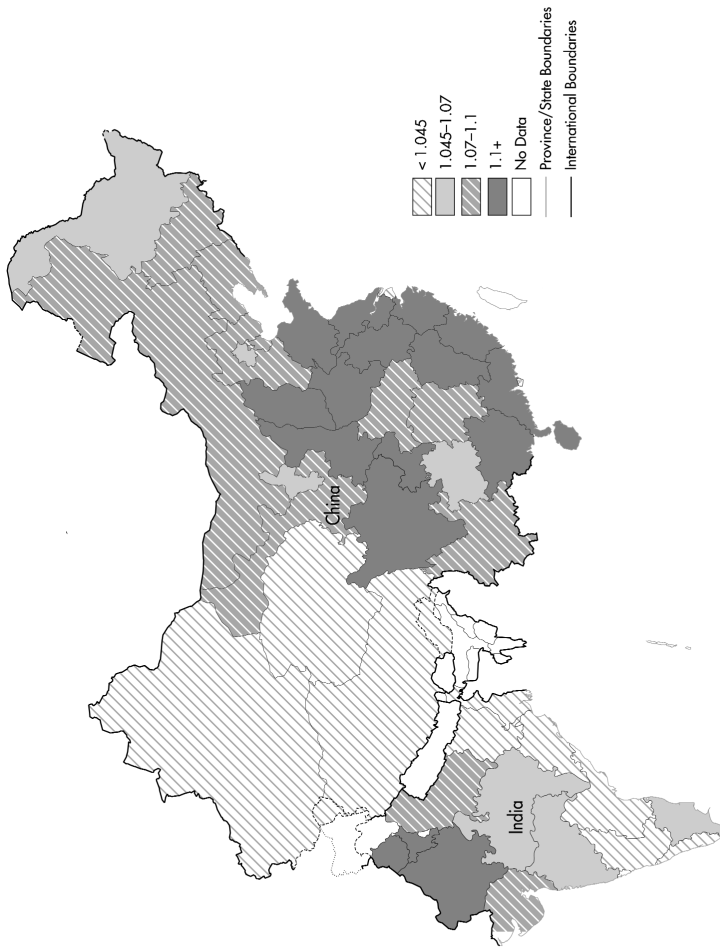 China
India
< 1.045
1.045–1.07
1.07–1.1
1.1+
No Data
Province/State Boundaries
International Boundaries